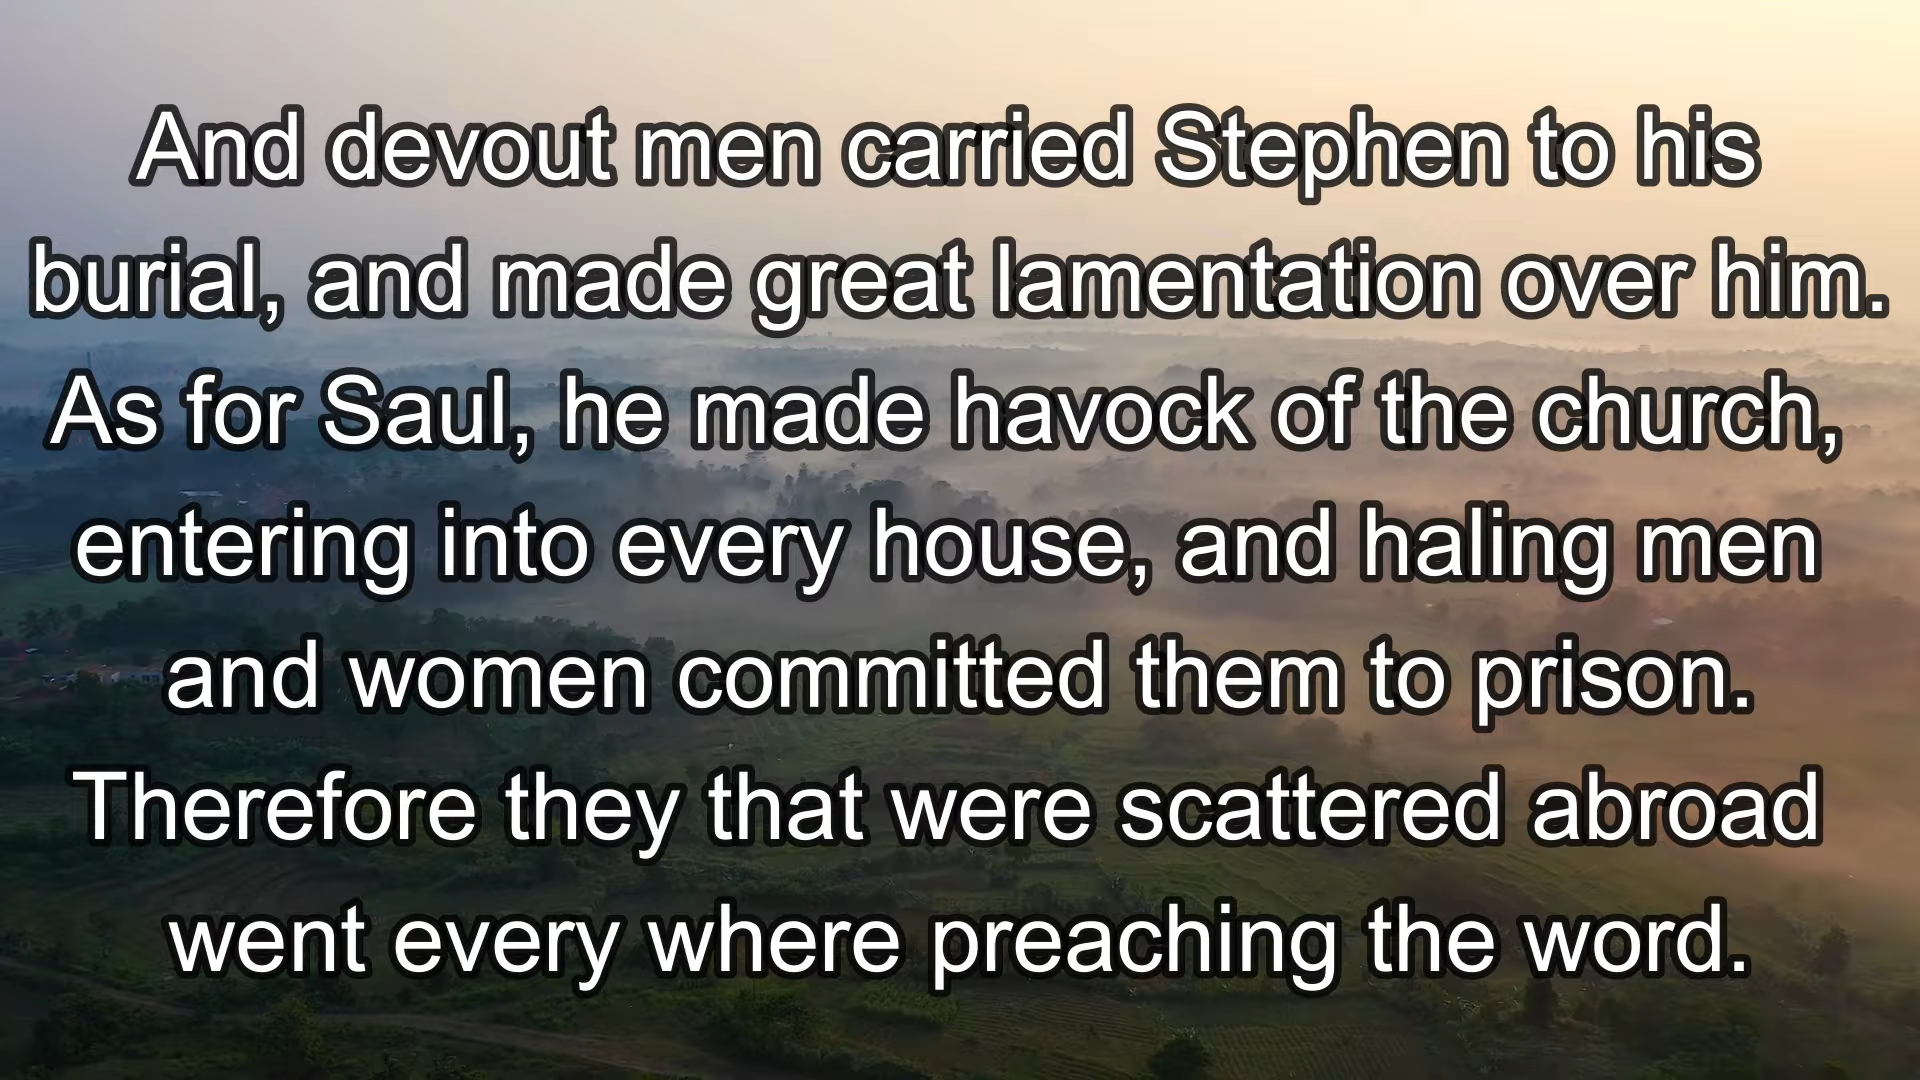 And devout men carried Stephen to his
burial, and made great lamentation over him.
As for Saul, he made havock of the church,
entering into every house, and haling men
and women committed them to prison.
Therefore they that were scattered abroad
went every where preaching the word.